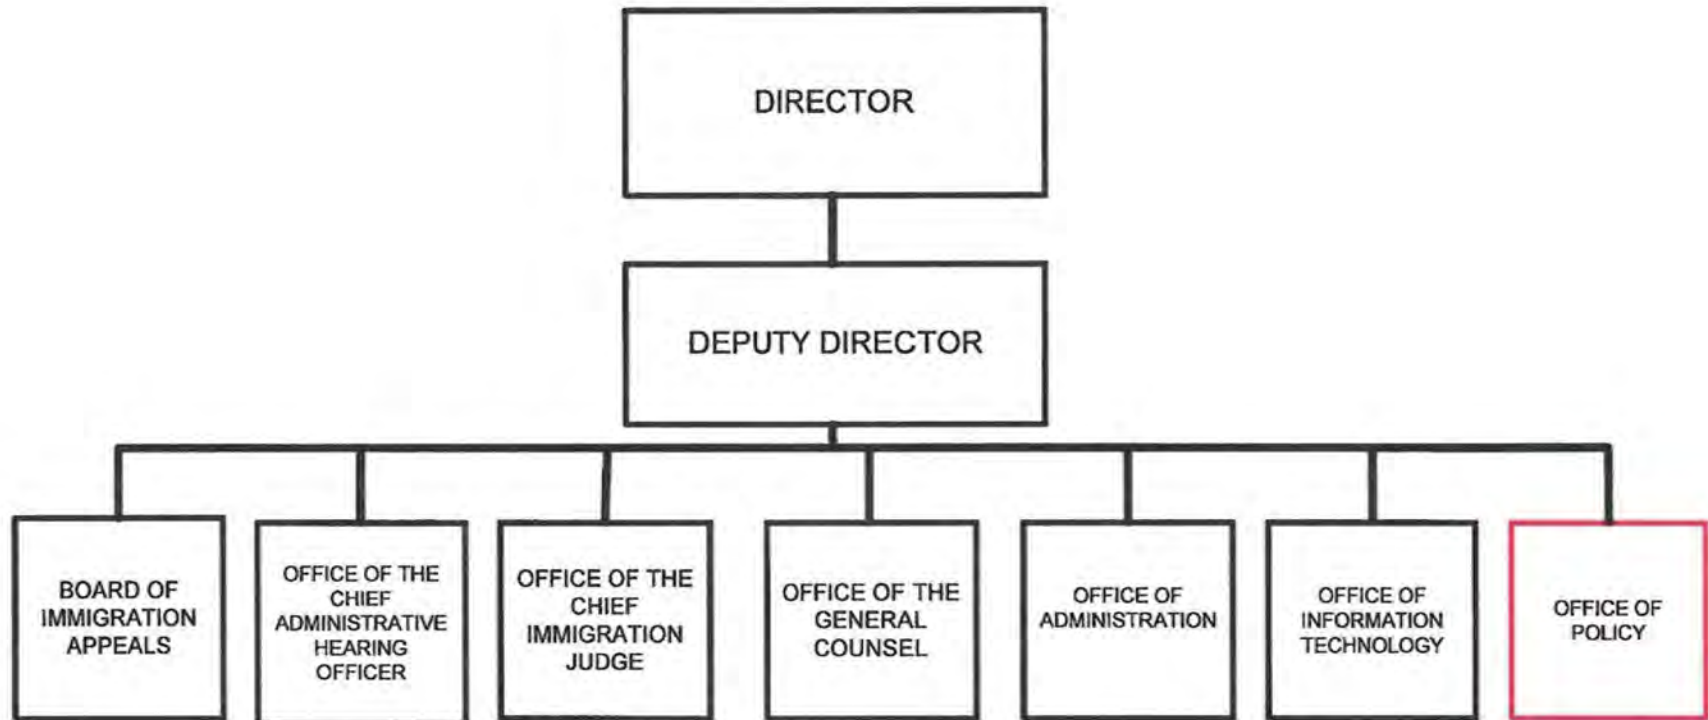 DIRECTOR
DEPUTY DIRECTOR
BOARD OF
IMMIGRATION
APPEALS
OFFICE OF THE
CHIEF
ADMINISTRATIVE
HEARING
OFFICER
OFFICE OF THE
CHIEF
IMMIGRATION
JUDGE
OFFICE OF THE
GENERAL
COUNSEL
OFFICE OF
ADMINISTRATION
OFFICE OF
INFORMATION
TECHNOLOGY
OFFICE OF
POLICY